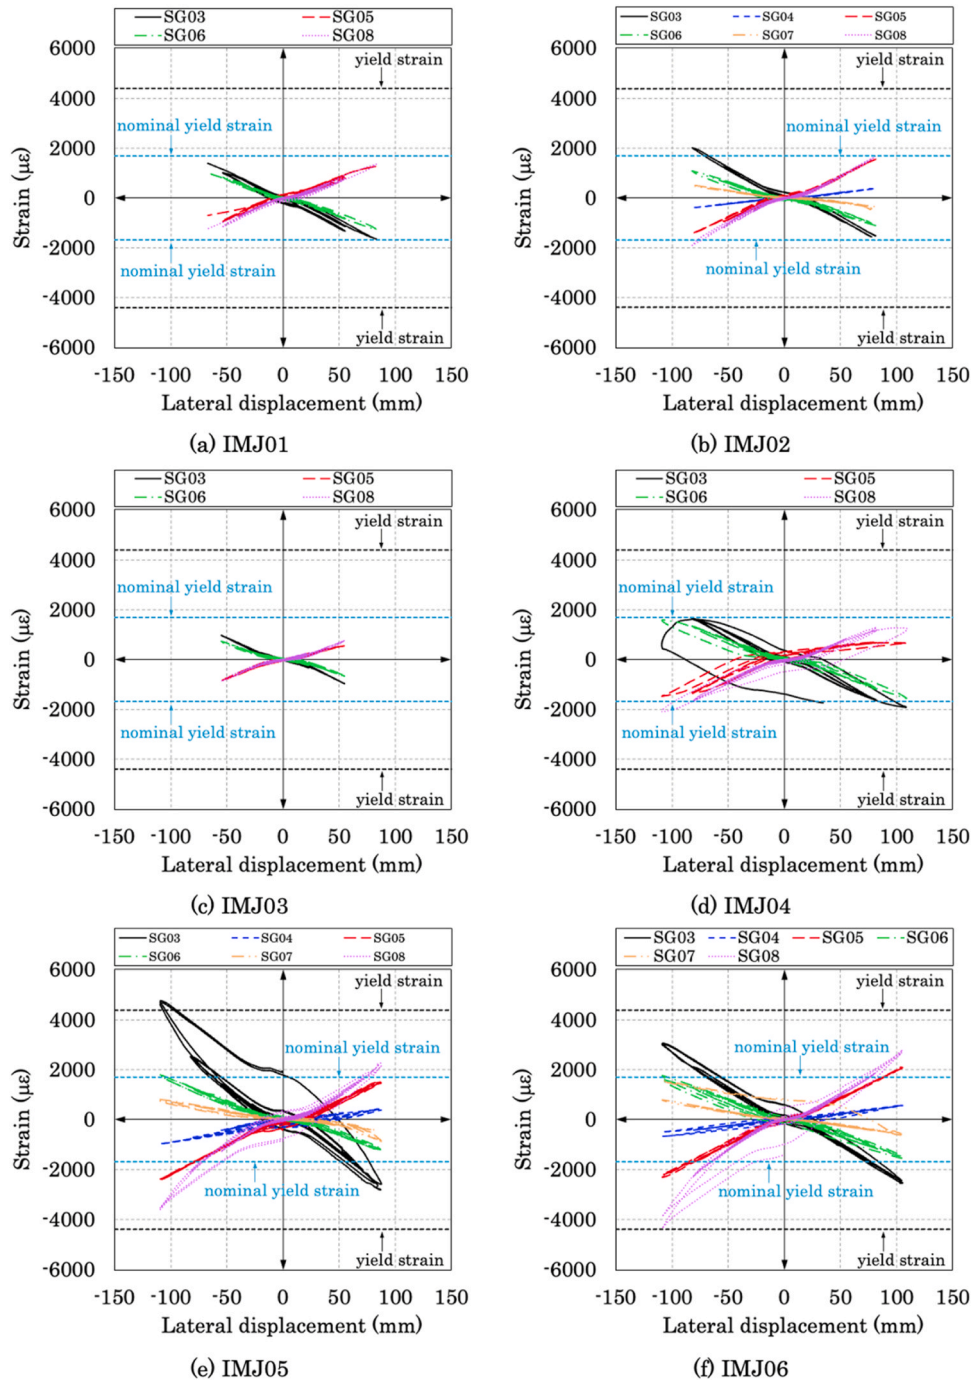 SG03 SG05
SG06 SG08
6000
4000
2000
0
-2000
-4000
-6000
Strain (με)
yield strain
nominal yield strain
nominal yield strain
yield strain
-150 -100 -50 0 50 100 150
Lateral displacement (mm)
(a) IMJ01
SG03 SG04 SG05
SG06 SG07 SG08
6000
4000
2000
0
-2000
-4000
-6000
Strain (με)
yield strain
nominal yield strain
nominal yield strain
yield strain
-150 -100 -50 0 50 100 150
Lateral displacement (mm)
(b) IMJ02
SG03 SG05
SG06 SG08
6000
4000
2000
0
-2000
-4000
-6000
Strain (με)
yield strain
nominal yield strain
nominal yield strain
yield strain
-150 -100 -50 0 50 100 150
Lateral displacement (mm)
(c) IMJ03
SG03 SG05
SG06 SG08
6000
4000
2000
0
-2000
-4000
-6000
Strain (με)
yield strain
nominal yield strain
nominal yield strain
yield strain
-150 -100 -50 0 50 100 150
Lateral displacement (mm)
(d) IMJ04
SG03 SG04 SG05
SG06 SG07 SG08
6000
4000
2000
0
-2000
-4000
-6000
Strain (με)
yield strain
nominal yield strain
nominal yield strain
yield strain
-150 -100 -50 0 50 100 150
Lateral displacement (mm)
(e) IMJ05
SG03 SG04 SG05 SG06
SG07 SG08
6000
4000
2000
0
-2000
-4000
-6000
Strain (με)
yield strain
nominal yield strain
nominal yield strain
yield strain
-150 -100 -50 0 50 100 150
Lateral displacement (mm)
(f) IMJ06